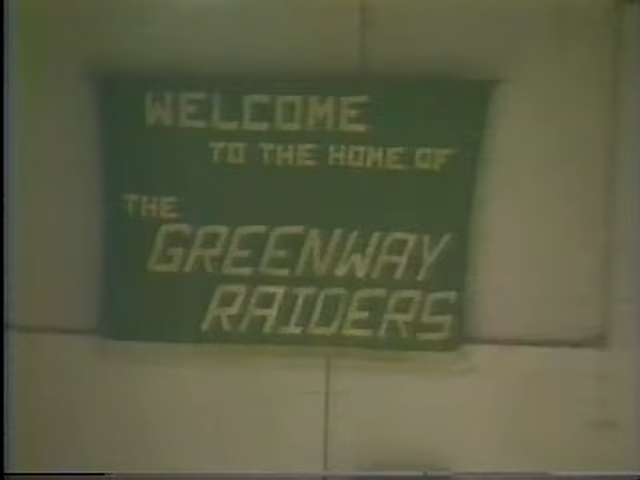 WELCOME
TO THE HOME OF
THE
GREENWAY
RAIDERS